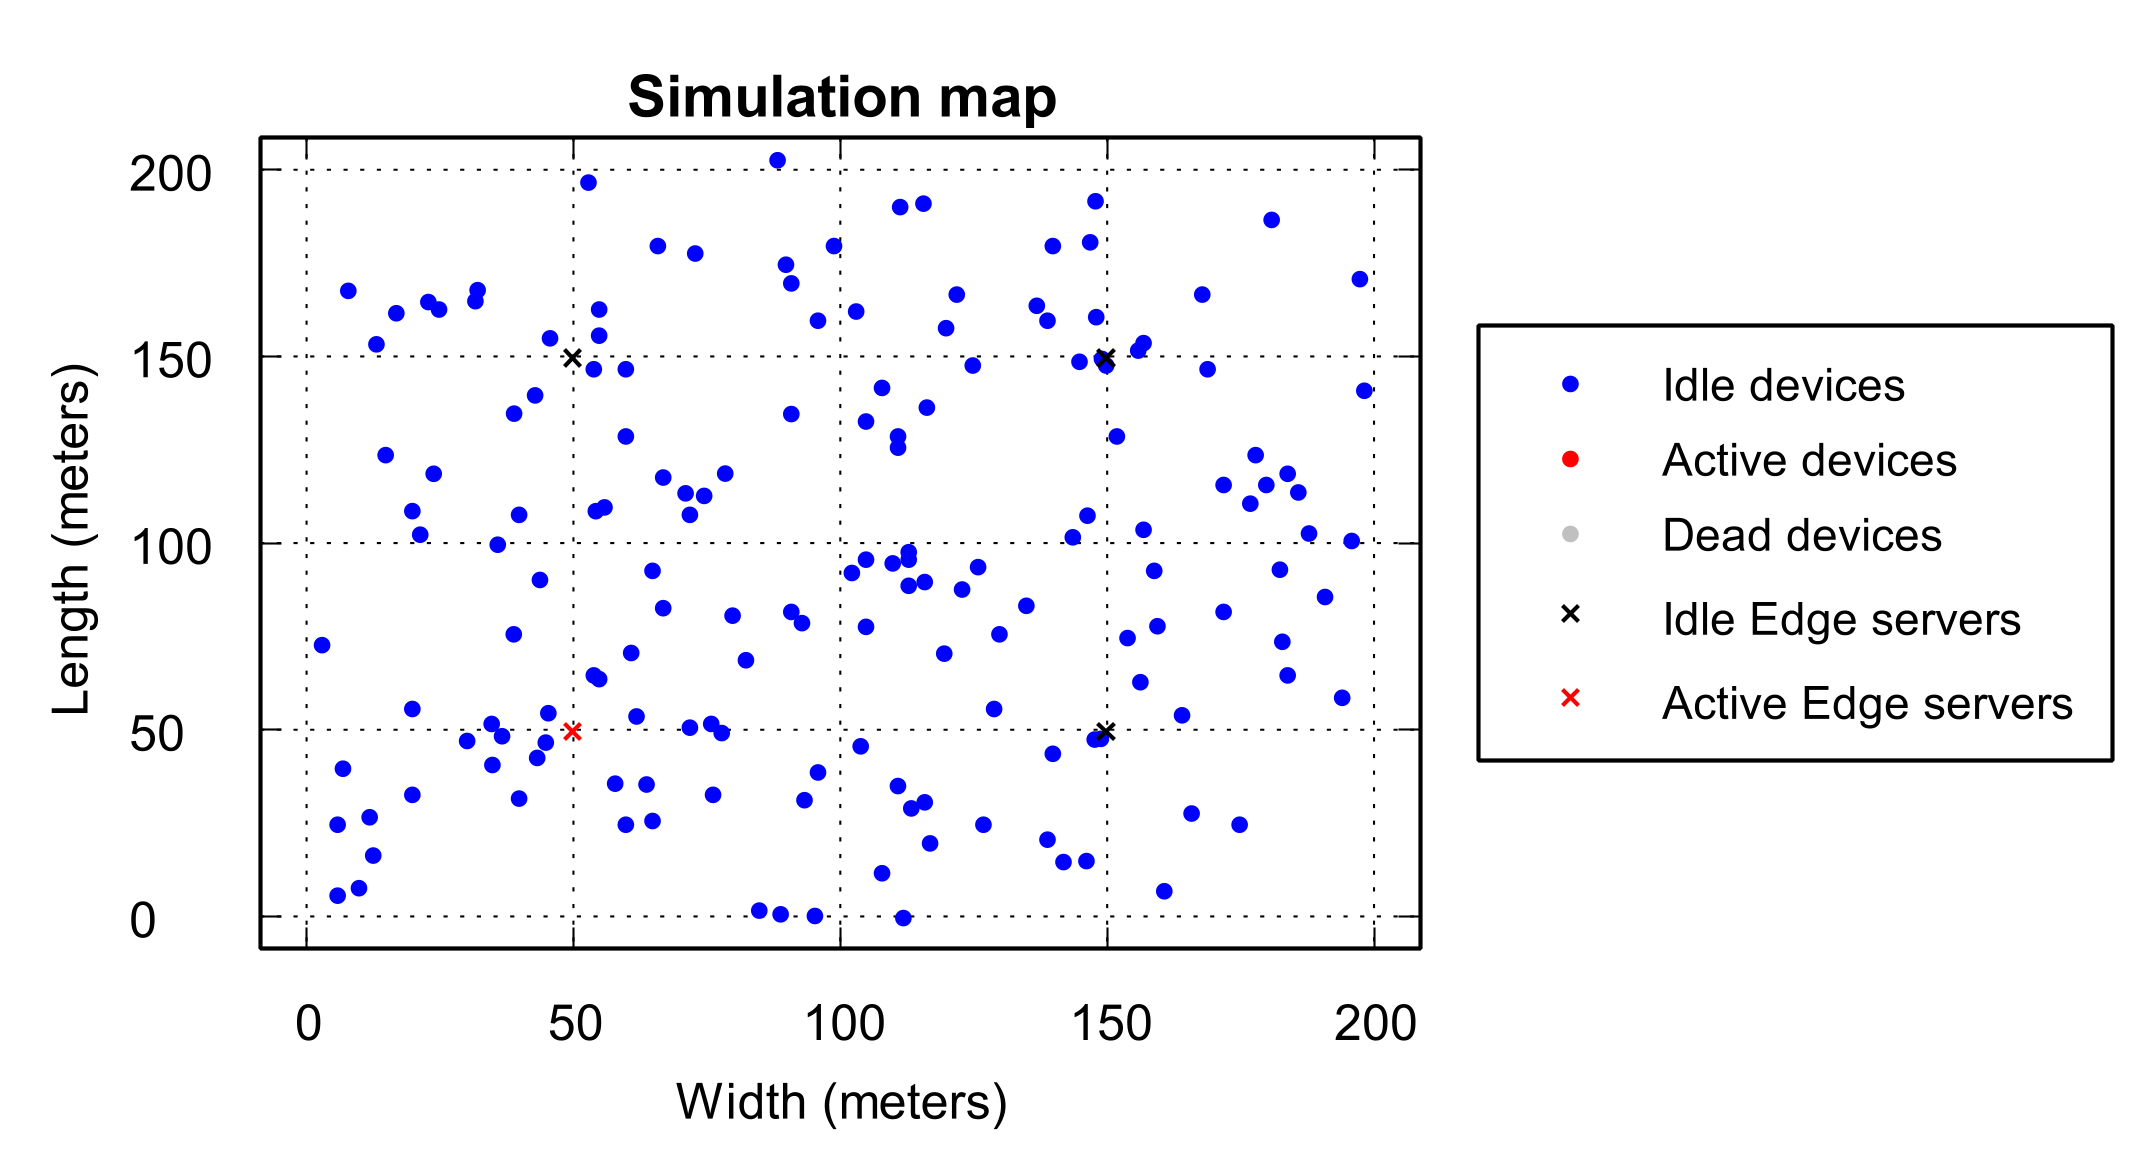 Simulation map
200
150
100
50
0
Length (meters)
0 50 100 150 200
Width (meters)
Idle devices
Active devices
Dead devices
Idle Edge servers
Active Edge servers